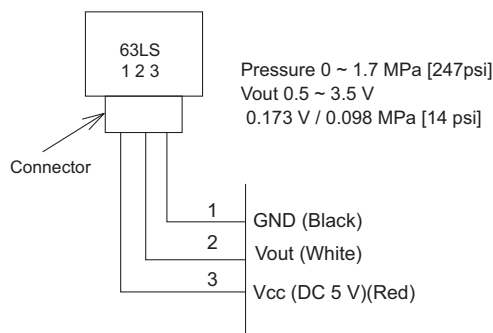 63LS
1 2 3
Pressure 0 ~ 1.7 MPa [247psi]
Vout 0.5 ~ 3.5 V
0.173 V / 0.098 MPa [14 psi]
Connector
1
GND (Black)
2
Vout (White)
3
Vcc (DC 5 V)(Red)